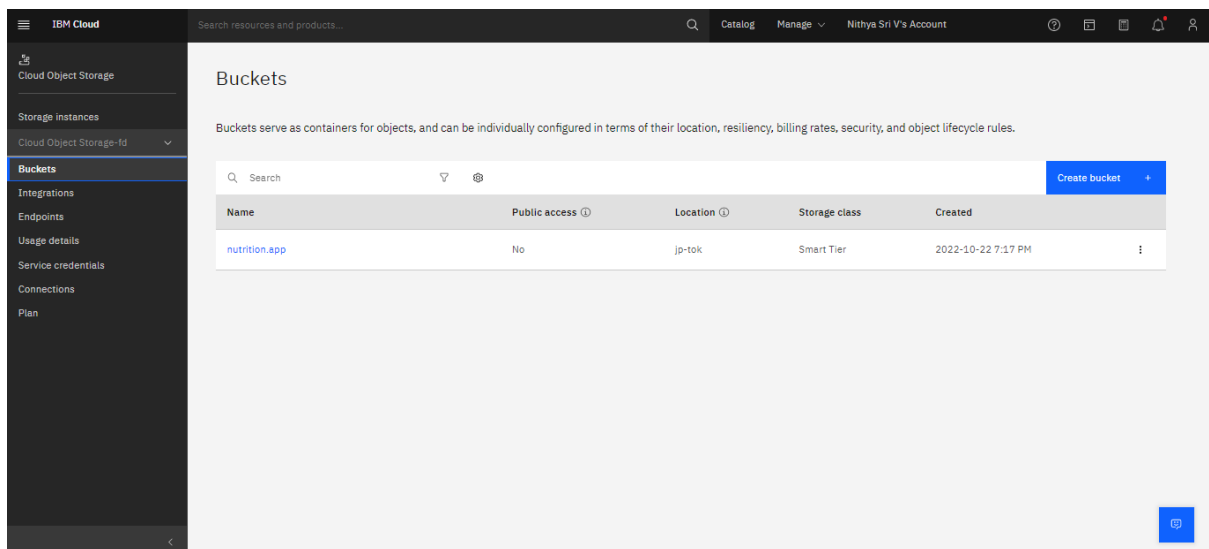 IBM Cloud
Search resources and products...
Catalog
Manage
Nithya Sri V's Account
Cloud Object Storage
Storage instances
Cloud Object Storage-fd
Buckets
Integrations
Endpoints
Usage details
Service credentials
Connections
Plan
Buckets
Buckets serve as containers for objects, and can be individually configured in terms of their location, resiliency, billing rates, security, and object lifecycle rules.
Search
Create bucket +
Name Public access Location Storage class Created
nutrition.app No jp-tok Smart Tier 2022-10-22 7:17 PM